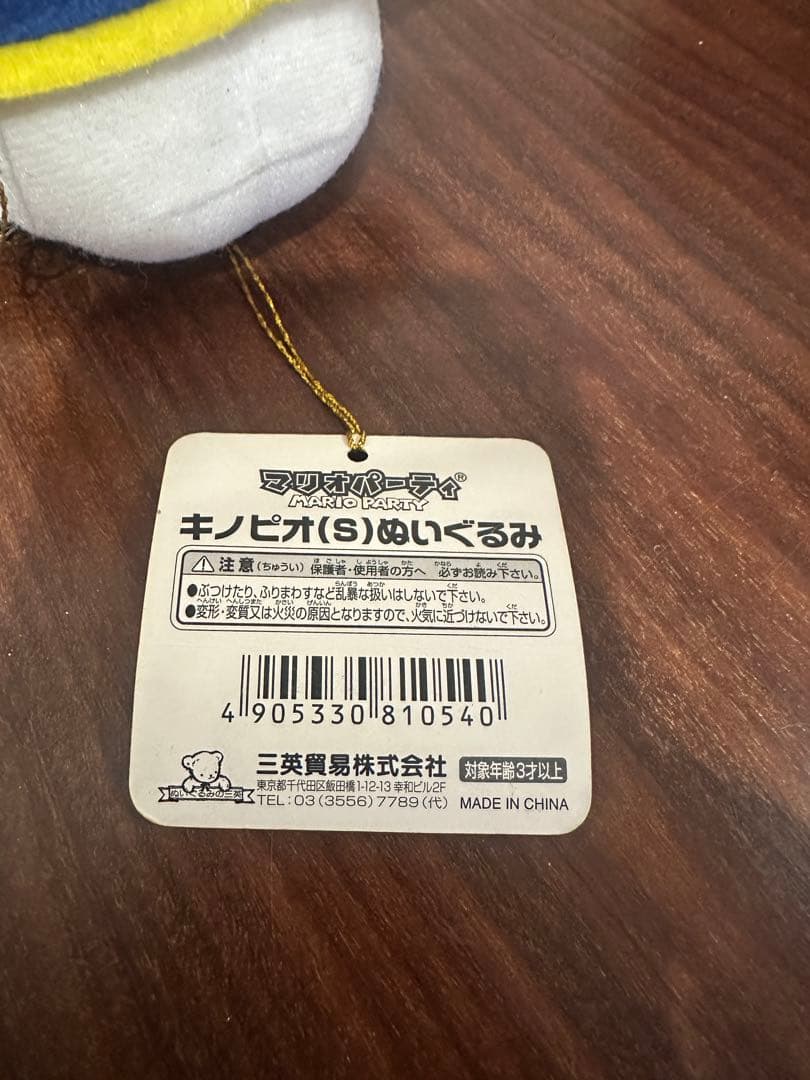 マリオパーティ®
MARIO PARTY
キノピオ(S)ぬいぐるみ
⚠注意(ちゅうい) 保護者・使用者の方へ 必ずお読み下さい。
●ぶつけたり、ふりまわすなど乱暴な扱いはしないで下さい。
●変形・変質又は火災の原因となりますので、火気に近づけないで下さい。
4 905330 810540
三英貿易株式会社 対象年齢3才以上
ぬいぐるみの三英
東京都千代田区飯田橋1-12-13 幸和ビル2F
TEL:03(3556)7789(代) MADE IN CHINA